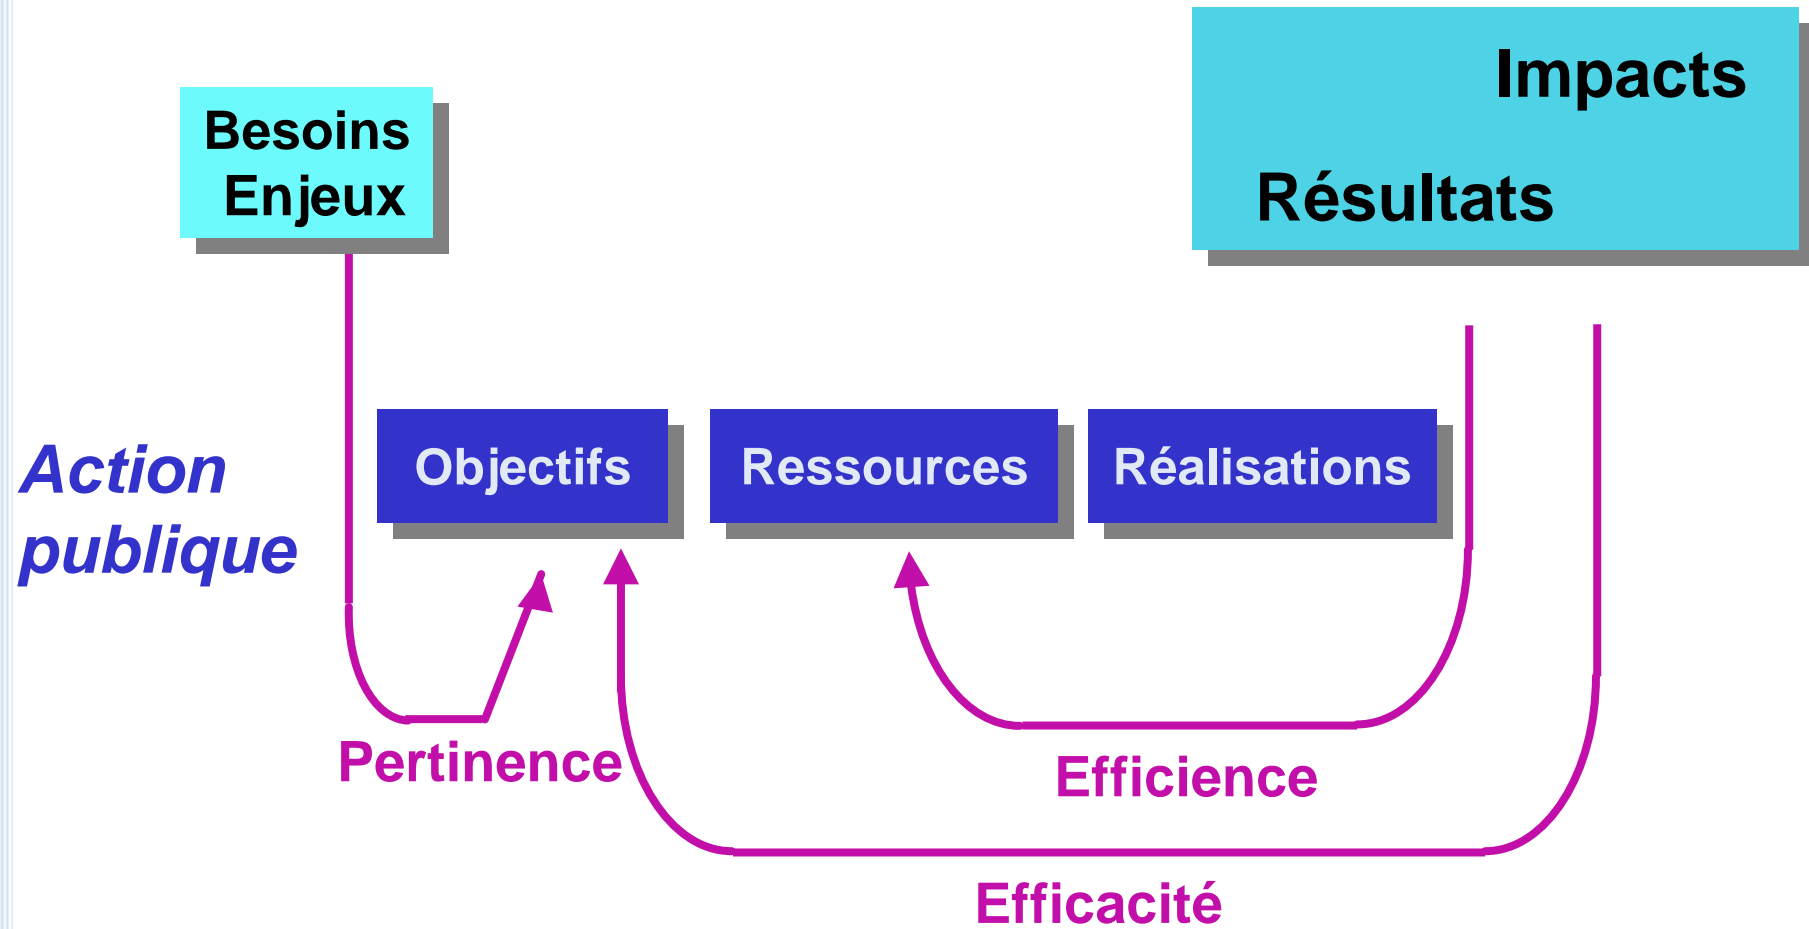 Impacts
Besoins
Enjeux
Résultats
Action
publique
Objectifs
Ressources
Réalisations
Pertinence
Efficience
Efficacité